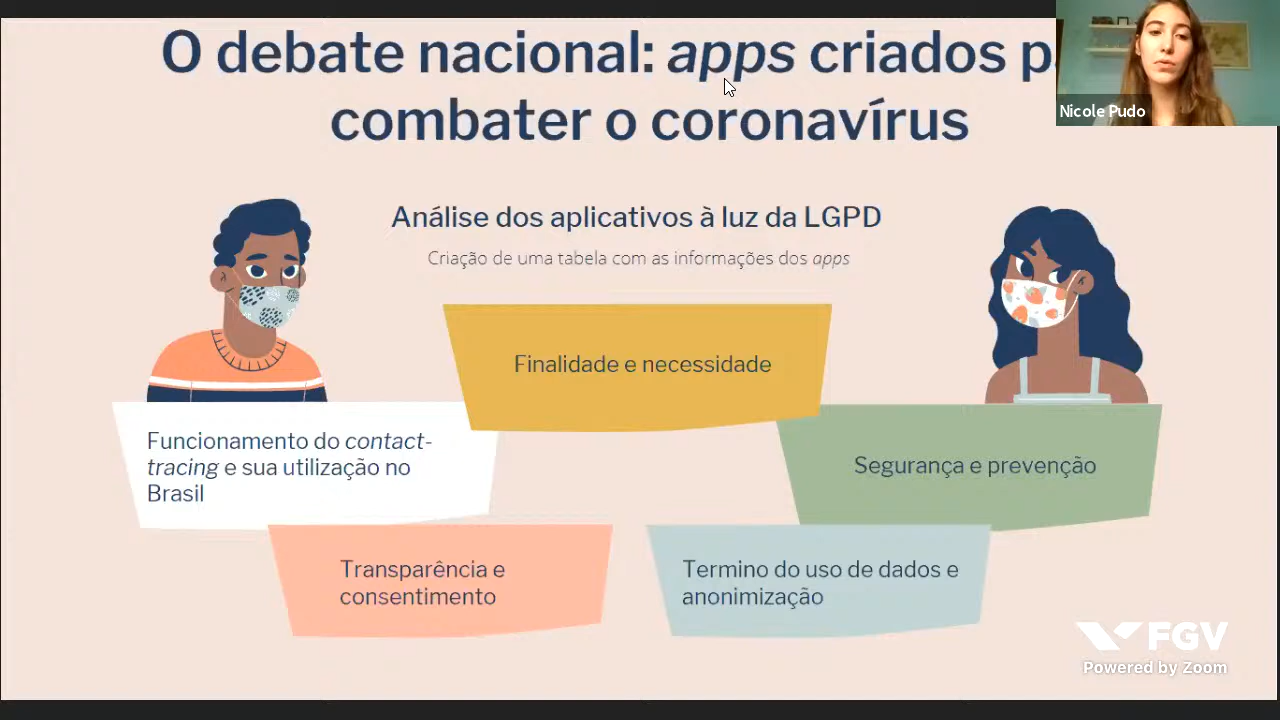 O debate nacional: apps criados p
combater o coronavírus
Nicole Pudo
Análise dos aplicativos à luz da LGPD
Criação de uma tabela com as informações dos apps
Finalidade e necessidade
Funcionamento do contact-
tracing e sua utilização no
Brasil
Segurança e prevenção
Transparência e
consentimento
Termino do uso de dados e
anonimização
FGV
Powered by Zoom